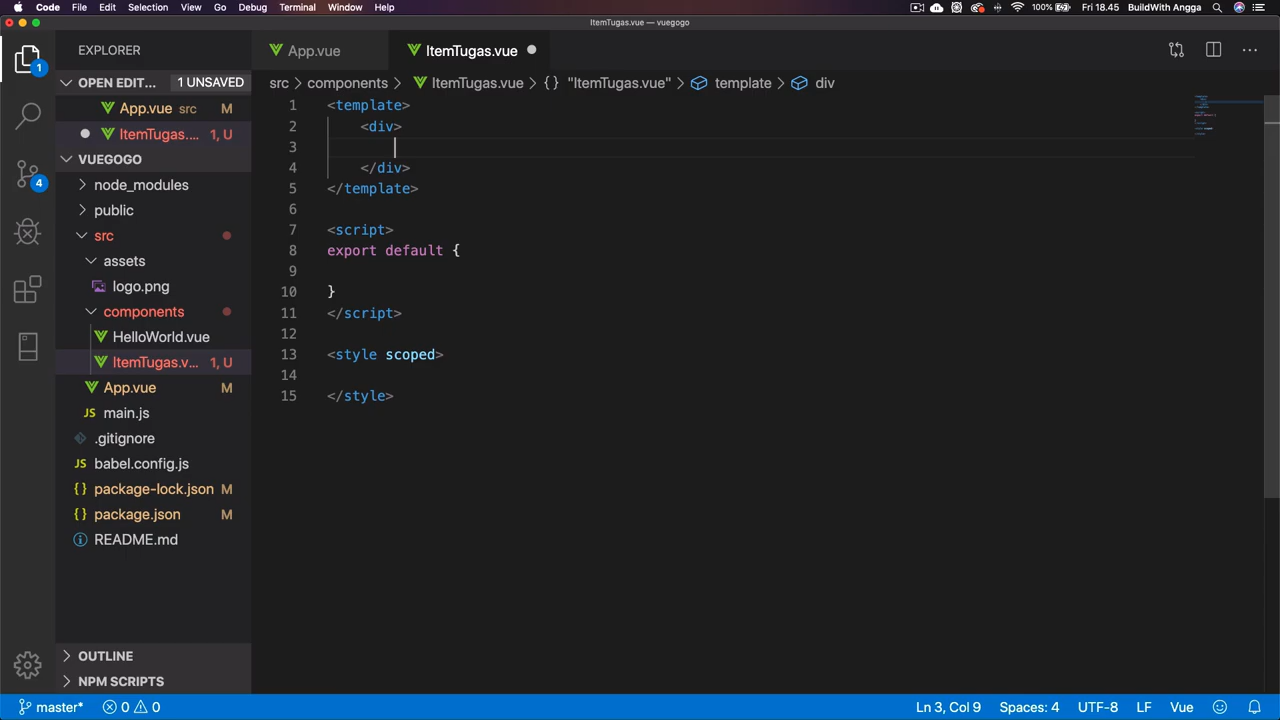 Code File Edit Selection View Go Debug Terminal Window Help 100% Fri 18.45 BuildWith Angga
ItemTugas.vue — vuegogo
EXPLORER
App.vue ItemTugas.vue
OPEN EDIT... 1 UNSAVED
src > components > ItemTugas.vue > {} "ItemTugas.vue" > template > div
App.vue src M
ItemTugas.... 1, U
VUEGOGO
node_modules
public
src
assets
logo.png
components
HelloWorld.vue
ItemTugas.v... 1, U
App.vue M
JS main.js
.gitignore
JS babel.config.js
{} package-lock.json M
{} package.json M
README.md
OUTLINE
NPM SCRIPTS
1 <template>
2 <div>
3
4 </div>
5 </template>
6
7 <script>
8 export default {
9
10 }
11 </script>
12
13 <style scoped>
14
15 </style>
1
4
master* 0 0 Ln 3, Col 9 Spaces: 4 UTF-8 LF Vue